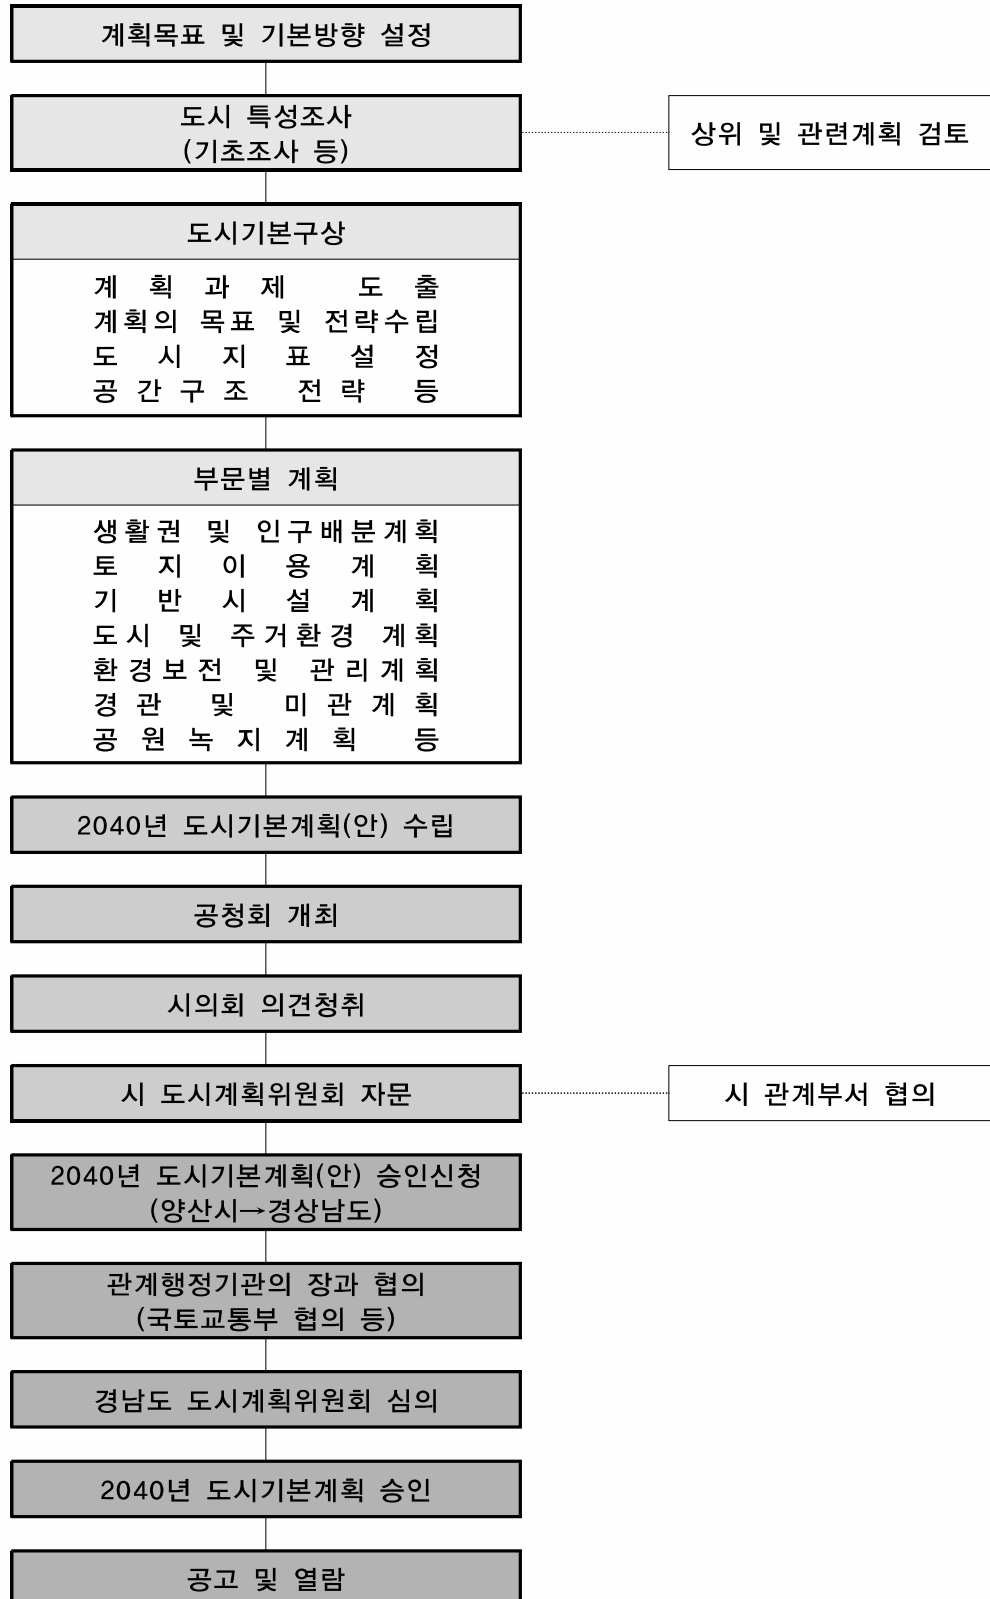 계획목표 및 기본방향 설정
도시 특성조사
(기초조사 등)
상위 및 관련계획 검토
도시기본구상
계획과제 도출
계획의 목표 및 전략수립
도시지표설정
공간구조 전략 등
부문별 계획
생활권 및 인구배분계획
토지이용계획
기반시설계획
도시 및 주거환경 계획
환경보전 및 관리계획
경관 및 미관계획
공원녹지계획 등
2040년 도시기본계획(안) 수립
공청회 개최
시의회 의견청취
시 도시계획위원회 자문
시 관계부서 협의
2040년 도시기본계획(안) 승인신청
(양산시→경상남도)
관계행정기관의 장과 협의
(국토교통부 협의 등)
경남도 도시계획위원회 심의
2040년 도시기본계획 승인
공고 및 열람